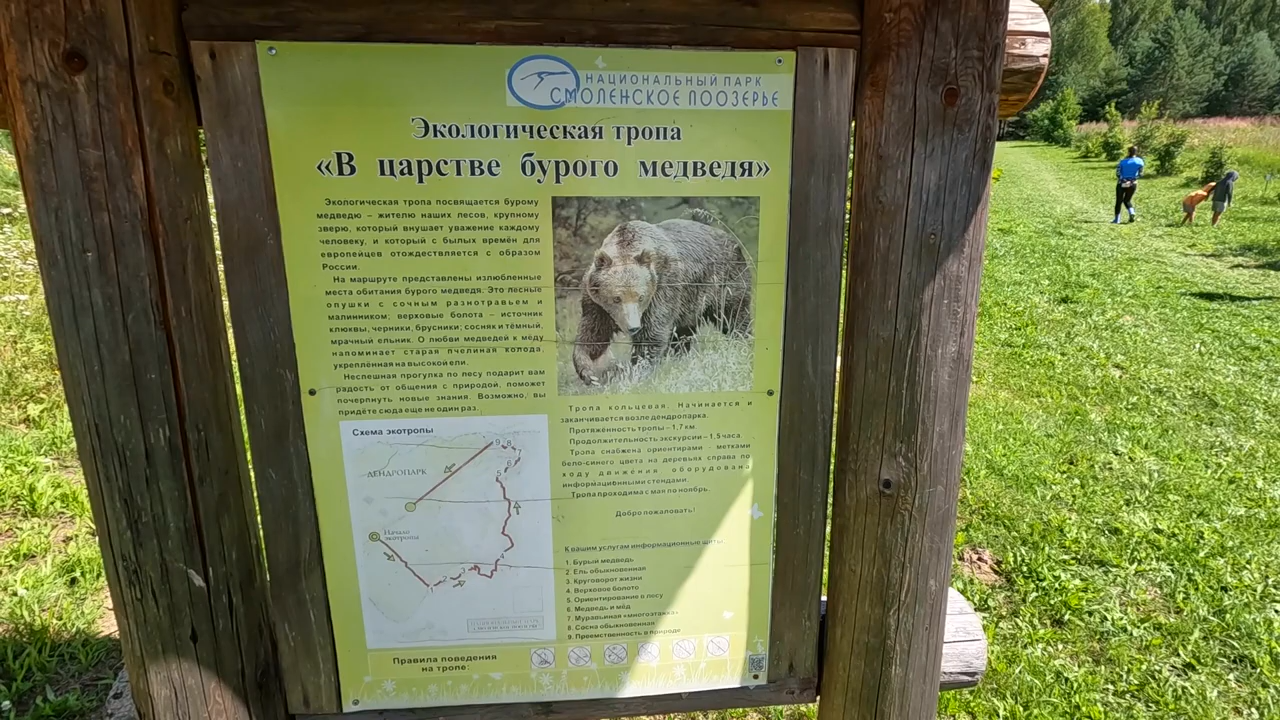 НАЦИОНАЛЬНЫЙ ПАРК
СМОЛЕНСКОЕ ПООЗЕРЬЕ
Экологическая тропа
«В царстве бурого медведя»
Экологическая тропа посвящается бурому
медведю – жителю наших лесов, крупному
зверю, который внушает уважение каждому
человеку, и который с былых времён для
европейцев отождествляется с образом
России.
На маршруте представлены излюбленные
места обитания бурого медведя. Это лесные
опушки с сочным разнотравьем и
малинником; верховые болота – источник
клюквы, черники, брусники; сосняк и тёмный,
мрачный ельник. О любви медведей к мёду
напоминает старая пчелиная колода,
укреплённая на высокой ели.
Неспешная прогулка по лесу подарит вам
радость от общения с природой, поможет
почерпнуть новые знания. Возможно, вы
придёте сюда еще не один раз.
Схема экотропы
ДЕНДРОПАРК
Начало
экотропы
2
3
4
5
6
9
8
Тропа кольцевая. Начинается и
заканчивается возле дендропарка.
Протяжённость тропы – 1,7 км.
Продолжительность экскурсии – 1,5 часа.
Тропа снабжена ориентирами - метками
бело-синего цвета на деревьях справа по
ходу движения, оборудована
информационными стендами.
Тропа проходима с мая по ноябрь.
Добро пожаловать!
К вашим услугам информационные щиты:
1. Бурый медведь
2. Ель обыкновенная
3. Круговорот жизни
4. Верховое болото
5. Ориентирование в лесу
6. Медведь и мёд
7. Муравьиная «многоэтажка»
8. Сосна обыкновенная
9. Преемственность в природе
Правила поведения
на тропе: